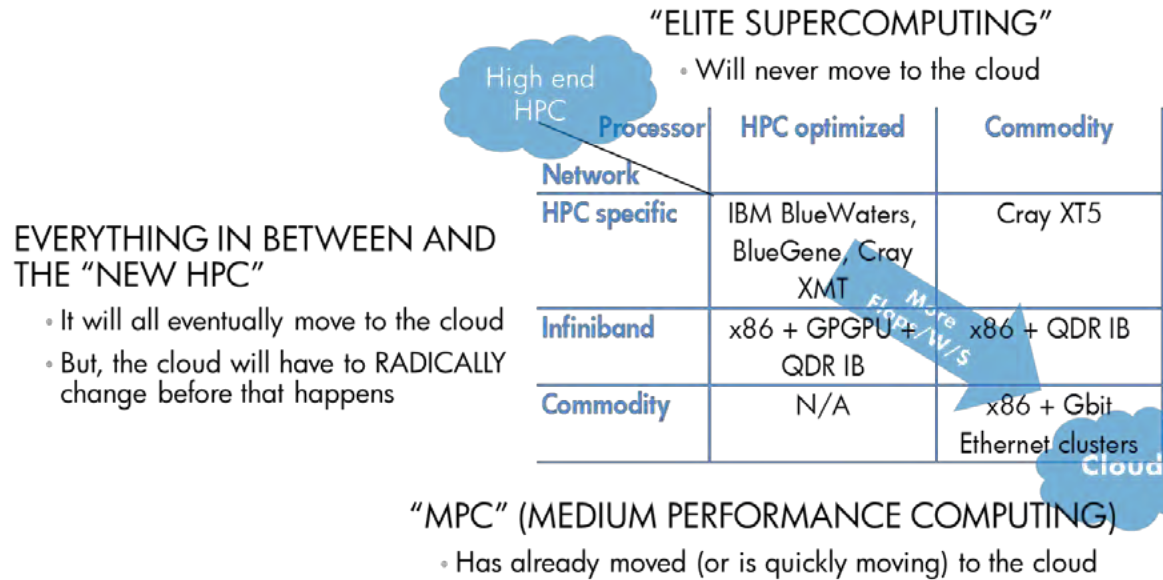 “ELITE SUPERCOMPUTING”
• Will never move to the cloud
High end
HPC
Processor
HPC optimized
Commodity
Network
HPC specific
IBM BlueWaters,
BlueGene, Cray
XMT
Cray XT5
More
Flops/W/$
Infiniband
x86 + GPGPU +
QDR IB
x86 + QDR IB
Commodity
N/A
x86 + Gbit
Ethernet clusters
Cloud
EVERYTHING IN BETWEEN AND
THE “NEW HPC”
• It will all eventually move to the cloud
• But, the cloud will have to RADICALLY
change before that happens
“MPC” (MEDIUM PERFORMANCE COMPUTING)
• Has already moved (or is quickly moving) to the cloud